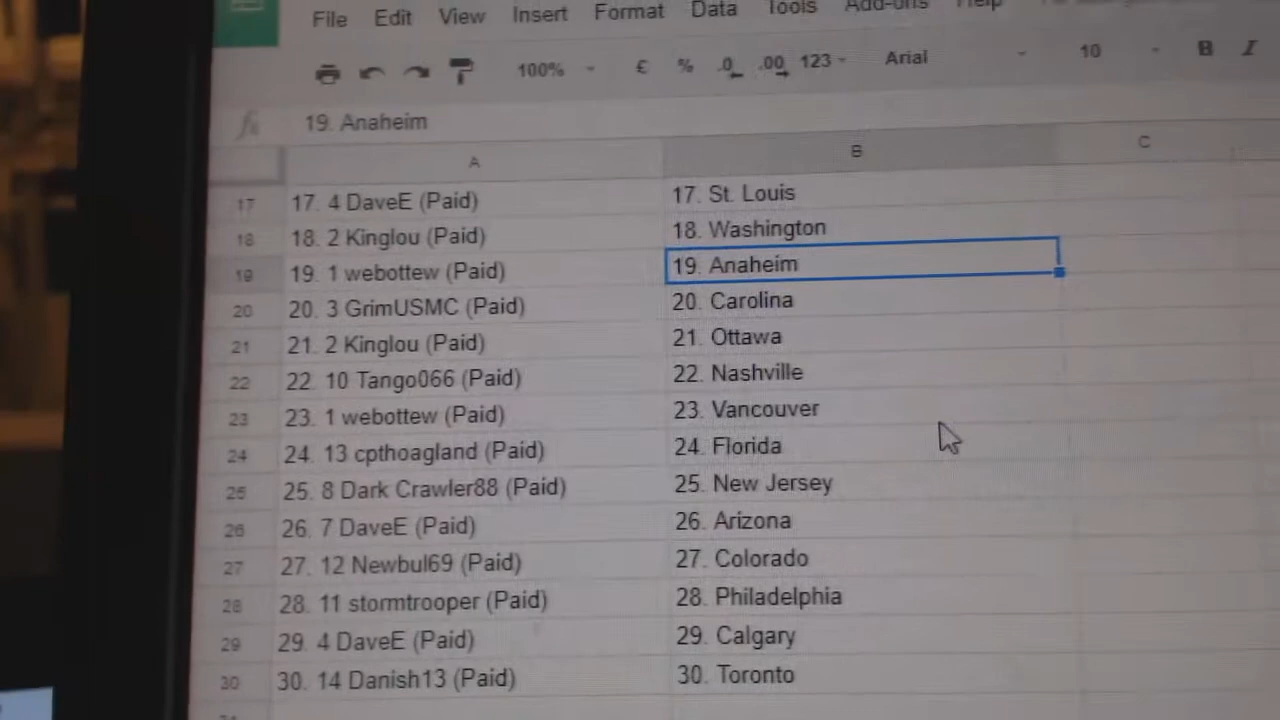 File Edit View Insert Format Data Tools Add-ons Help
100% £ % .0 .00 123 Arial 10 B I
fx 19. Anaheim
A B C
17 17. 4 DaveE (Paid) 17. St. Louis
18 18. 2 Kinglou (Paid) 18. Washington
19 19. 1 webottew (Paid) 19. Anaheim
20 20. 3 GrimUSMC (Paid) 20. Carolina
21 21. 2 Kinglou (Paid) 21. Ottawa
22 22. 10 Tango066 (Paid) 22. Nashville
23 23. 1 webottew (Paid) 23. Vancouver
24 24. 13 cpthoagland (Paid) 24. Florida
25 25. 8 Dark Crawler88 (Paid) 25. New Jersey
26 26. 7 DaveE (Paid) 26. Arizona
27 27. 12 Newbul69 (Paid) 27. Colorado
28 28. 11 stormtrooper (Paid) 28. Philadelphia
29 29. 4 DaveE (Paid) 29. Calgary
30 30. 14 Danish13 (Paid) 30. Toronto